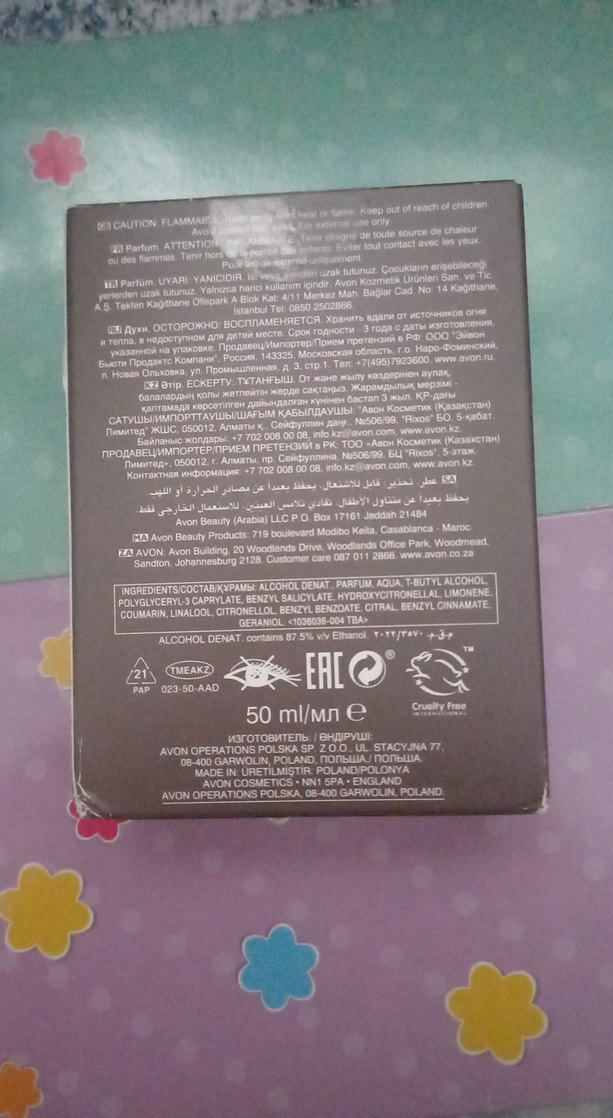 GB CAUTION. FLAMMABLE. Keep away from heat or flame. Keep out of reach of children.
Avoid contact with eyes. For external use only.
FR Parfum. ATTENTION. INFLAMMABLE. Tenir éloigné de toute source de chaleur
ou des flammes. Tenir hors de la portée des enfants. Éviter tout contact avec les yeux.
Pour usage externe uniquement.
TR Parfüm. UYARI: YANICIDIR. Isı veya alevden uzak tutunuz. Çocukların erişebileceği
yerlerden uzak tutunuz. Yalnızca harici kullanım içindir. Avon Kozmetik Ürünleri San. ve Tic.
A.Ş. Tekfen Kağıthane Ofispark A Blok Kat: 4/11 Merkez Mah. Bağlar Cad. No. 14 Kağıthane,
İstanbul Tel: 0850 2502866.
RU Духи. ОСТОРОЖНО: ВОСПЛАМЕНЯЕТСЯ. Хранить вдали от источников огня
и тепла, в недоступном для детей месте. Срок годности - 3 года с даты изготовления,
указанной на упаковке. Продавец/Импортер/Прием претензий в РФ: ООО "Эйвон
Бьюти Продактс Компани", Россия, 143325, Московская область, г.о. Наро-Фоминский,
п. Новая Ольховка, ул. Промышленная, д. 3, стр.1. Тел: +7(495)7923600. www.avon.ru
KZ Әтір. ЕСКЕРТУ: ТҰТАНҒЫШ. От және жылу көздерінен аулақ,
балалардың қолы жетпейтін жерде сақтаңыз. Жарамдылық мерзімі -
қаптамада көрсетілген дайындалған күнінен бастап 3 жыл. ҚР-дағы
САТУШЫ/ИМПОРТТАУШЫ/ШАҒЫМ ҚАБЫЛДАУШЫ: "Авон Косметик (Қазақстан)
Лимитед" ЖШС, 050012, Алматы қ., Сейфуллин даңғ., №506/99, "Rixos" БО, 5-қабат.
Байланыс жолдары: +7 702 008 00 08, info.kz@avon.com. www.avon.kz.
ПРОДАВЕЦ/ИМПОРТЕР/ПРИЕМ ПРЕТЕНЗИЙ В РК: ТОО «Авон Косметик (Казахстан)
Лимитед», 050012, г. Алматы, пр. Сейфуллина, №506/99, БЦ "Rixos", 5-этаж.
Контактная информация: +7 702 008 00 08, info.kz@avon.com, www.avon.kz
SA عطر. تحذير: قابل للاشتعال. يحفظ بعيداً عن مصادر الحرارة أو اللهب.
يحفظ بعيداً عن متناول الأطفال. تفادي تلامس العينين. للاستعمال الخارجي فقط.
Avon Beauty (Arabia) LLC P.O. Box 17161 Jeddah 21484
MA Avon Beauty Products: 719 boulevard Modibo Keita, Casablanca - Maroc
ZA AVON: Avon Building, 20 Woodlands Drive, Woodlands Office Park, Woodmead,
Sandton, Johannesburg 2128. Customer care 087 011 2866. www.avon.co.za
INGREDIENTS/СОСТАВ/ҚҰРАМЫ: ALCOHOL DENAT., PARFUM, AQUA, T-BUTYL ALCOHOL,
POLYGLYCERYL-3 CAPRYLATE, BENZYL SALICYLATE, HYDROXYCITRONELLAL, LIMONENE,
COUMARIN, LINALOOL, CITRONELLOL, BENZYL BENZOATE, CITRAL, BENZYL CINNAMATE,
GERANIOL. <1036036-004 TBA>
ALCOHOL DENAT. contains 87.5% v/v Ethanol. م.ق.م. ٢٠٢٢/٣٥٧٠
21
PAP
TMEAKZ
023-50-AAD
EAC
®
TM
Cruelty Free
INTERNATIONAL
50 ml/мл ℮
ИЗГОТОВИТЕЛЬ: / ӨНДІРУШІ:
AVON OPERATIONS POLSKA SP. Z O.O., UL. STACYJNA 77,
08-400 GARWOLIN, POLAND, ПОЛЬША./ ПОЛЬША.
MADE IN: ÜRETİLMİŞTİR: POLAND/POLONYA
AVON COSMETICS • NN1 5PA • ENGLAND
AVON OPERATIONS POLSKA, 08-400 GARWOLIN, POLAND